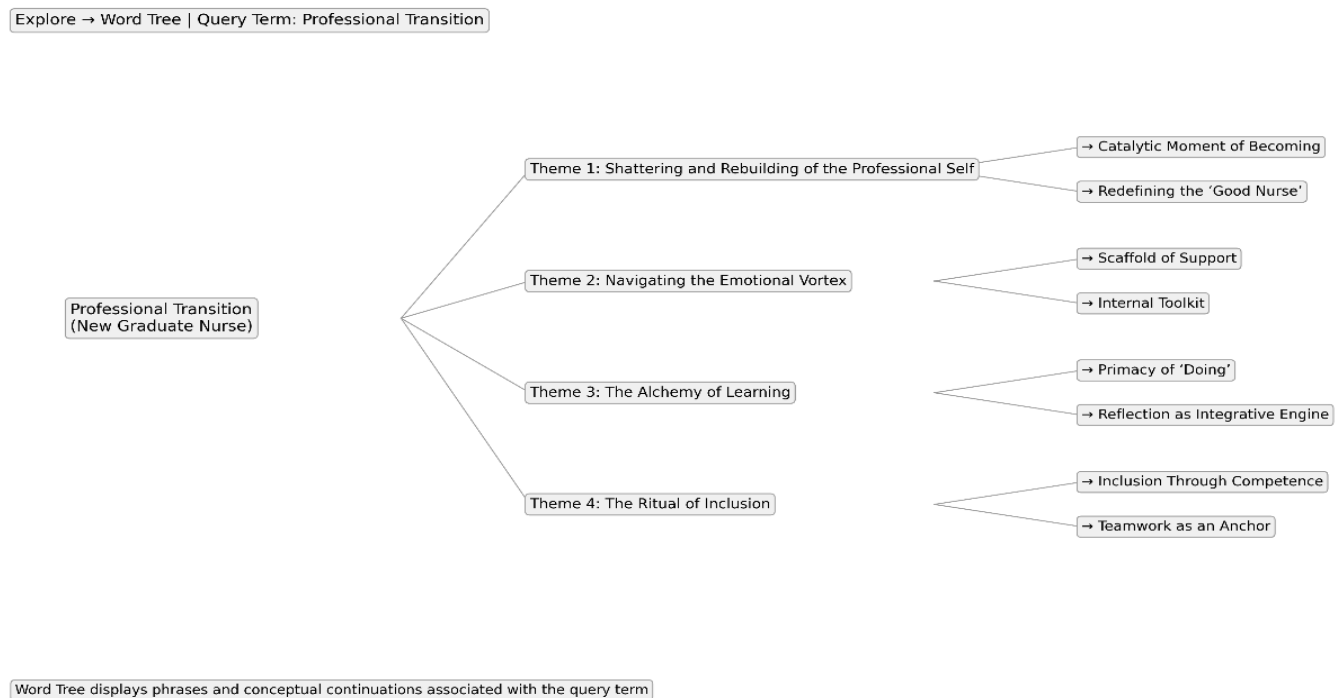 Explore → Word Tree | Query Term: Professional Transition
Professional Transition
(New Graduate Nurse)
Theme 1: Shattering and Rebuilding of the Professional Self
→ Catalytic Moment of Becoming
→ Redefining the ‘Good Nurse’
Theme 2: Navigating the Emotional Vortex
→ Scaffold of Support
→ Internal Toolkit
Theme 3: The Alchemy of Learning
→ Primacy of ‘Doing’
→ Reflection as Integrative Engine
Theme 4: The Ritual of Inclusion
→ Inclusion Through Competence
→ Teamwork as an Anchor
Word Tree displays phrases and conceptual continuations associated with the query term